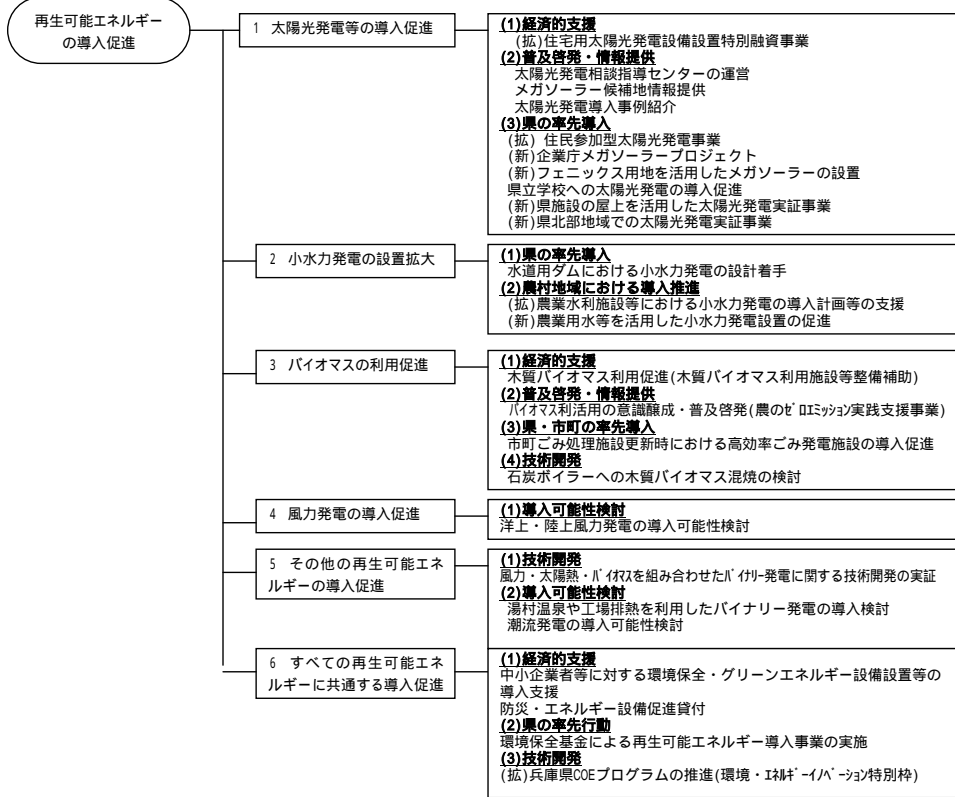 再生可能エネルギー
の導入促進
1 太陽光発電等の導入促進
(1)経済的支援
(拡)住宅用太陽光発電設備設置特別融資事業
(2)普及啓発・情報提供
太陽光発電相談指導センターの運営
メガソーラー候補地情報提供
太陽光発電導入事例紹介
(3)県の率先導入
(拡) 住民参加型太陽光発電事業
(新)企業庁メガソーラープロジェクト
(新)フェニックス用地を活用したメガソーラーの設置
県立学校への太陽光発電の導入促進
(新)県施設の屋上を活用した太陽光発電実証事業
(新)県北部地域での太陽光発電実証事業
2 小水力発電の設置拡大
(1)県の率先導入
水道用ダムにおける小水力発電の設計着手
(2)農村地域における導入推進
(拡)農業水利施設等における小水力発電の導入計画等の支援
(新)農業用水等を活用した小水力発電設置の促進
3 バイオマスの利用促進
(1)経済的支援
木質バイオマス利用促進(木質バイオマス利用施設等整備補助)
(2)普及啓発・情報提供
バイオマス利活用の意識醸成・普及啓発(農のゼロエミッション実践支援事業)
(3)県・市町の率先導入
市町ごみ処理施設更新時における高効率ごみ発電施設の導入促進
(4)技術開発
石炭ボイラーへの木質バイオマス混焼の検討
4 風力発電の導入促進
(1)導入可能性検討
洋上・陸上風力発電の導入可能性検討
5 その他の再生可能エネ
ルギーの導入促進
(1)技術開発
風力・太陽熱・バイオマスを組み合わせたバイナリー発電に関する技術開発の実証
(2)導入可能性検討
湯村温泉や工場排熱を利用したバイナリー発電の導入検討
潮流発電の導入可能性検討
6 すべての再生可能エネ
ルギーに共通する導入促進
(1)経済的支援
中小企業者等に対する環境保全・グリーンエネルギー設備設置等の
導入支援
防災・エネルギー設備促進貸付
(2)県の率先行動
環境保全基金による再生可能エネルギー導入事業の実施
(3)技術開発
(拡)兵庫県COEプログラムの推進(環境・エネルギーイノベーション特別枠)